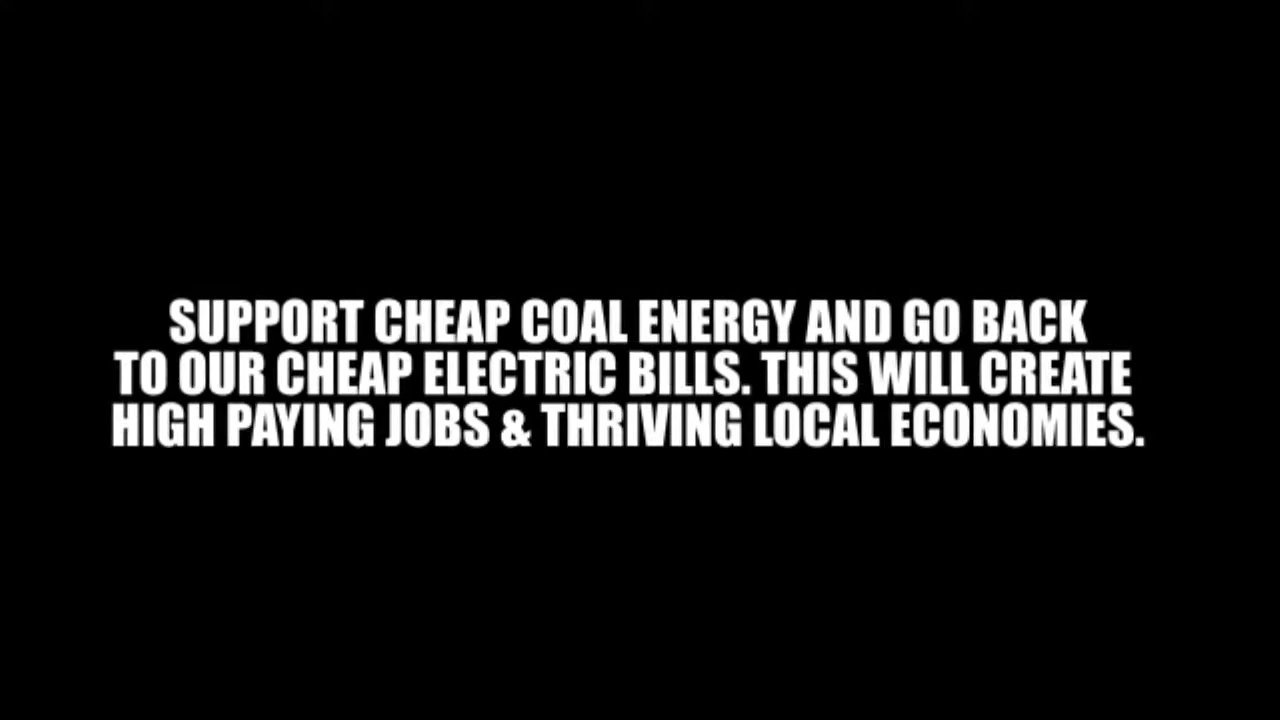 SUPPORT CHEAP COAL ENERGY AND GO BACK
TO OUR CHEAP ELECTRIC BILLS. THIS WILL CREATE
HIGH PAYING JOBS & THRIVING LOCAL ECONOMIES.